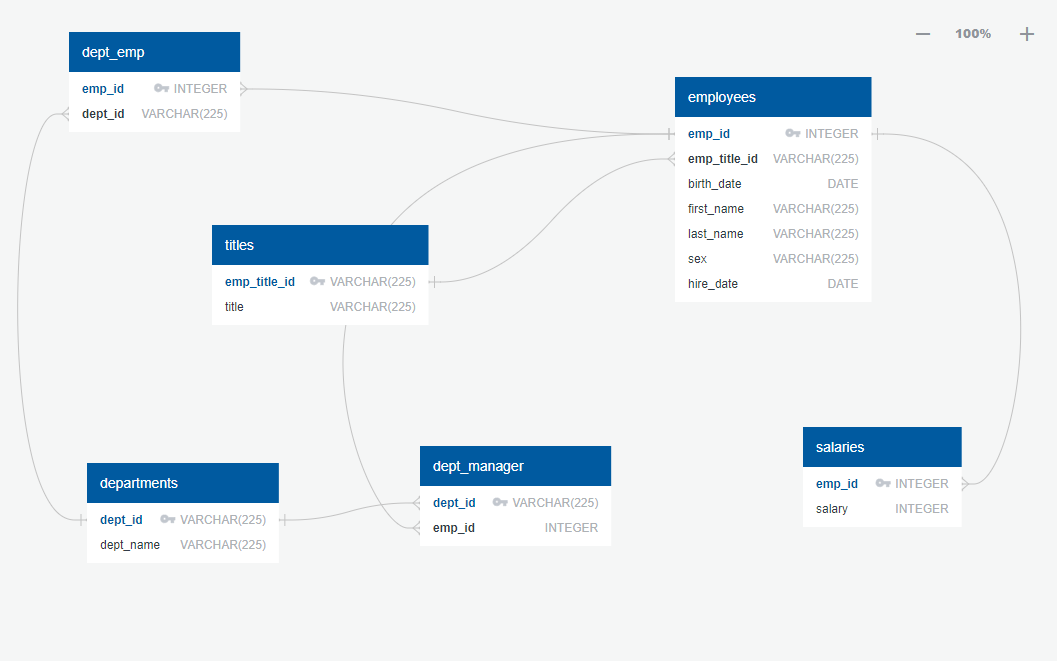 100%
dept_emp
emp_id INTEGER
dept_id VARCHAR(225)
employees
emp_id INTEGER
emp_title_id VARCHAR(225)
birth_date DATE
first_name VARCHAR(225)
last_name VARCHAR(225)
sex VARCHAR(225)
hire_date DATE
titles
emp_title_id VARCHAR(225)
title VARCHAR(225)
departments
dept_id VARCHAR(225)
dept_name VARCHAR(225)
dept_manager
dept_id VARCHAR(225)
emp_id INTEGER
salaries
emp_id INTEGER
salary INTEGER